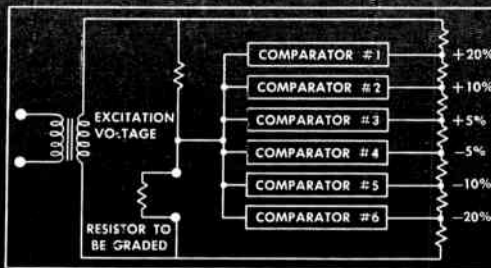 COMPARATOR #1
+20%
COMPARATOR #2
+10%
EXCITATION
VOLTAGE
COMPARATOR #3
+5%
COMPARATOR #4
-5%
COMPARATOR #5
-10%
RESISTOR TO
BE GRADED
COMPARATOR #6
-20%